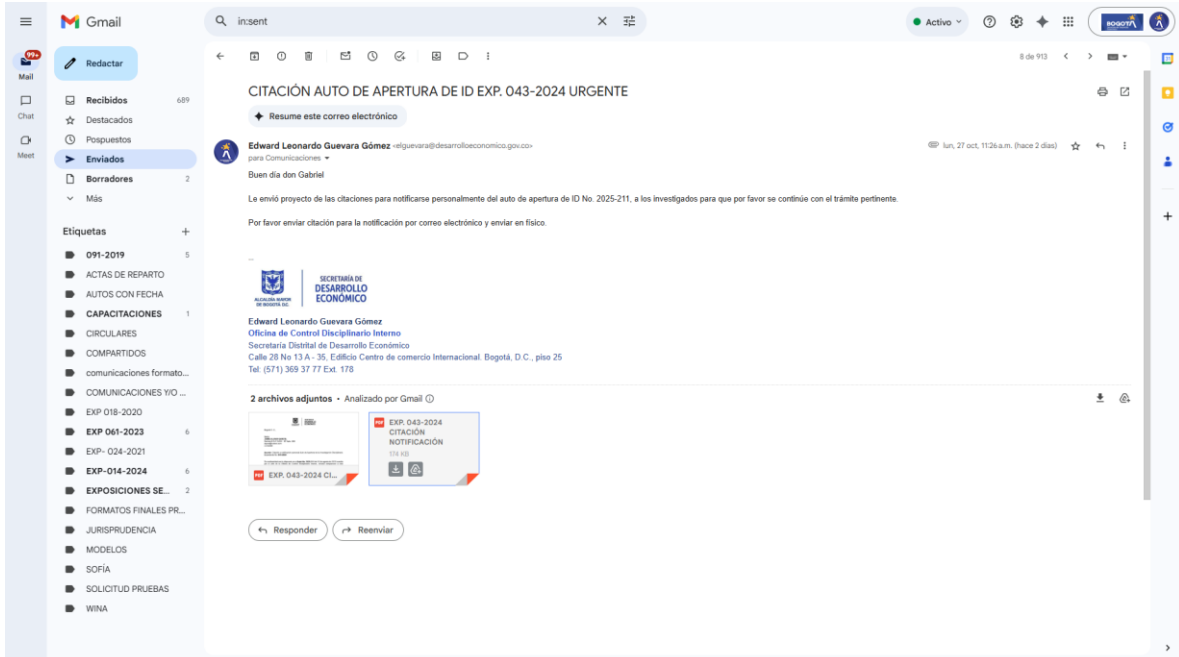 Gmail
in:sent
Activo
BOGOTÁ
99+
Mail
Chat
Meet
Redactar
Recibidos 689
Destacados
Pospuestos
Enviados
Borradores 2
Más
Etiquetas
091-2019 5
ACTAS DE REPARTO
AUTOS CON FECHA
CAPACITACIONES 1
CIRCULARES
COMPARTIDOS
comunicaciones formato...
COMUNICACIONES Y/O ...
EXP 018-2020
EXP 061-2023 6
EXP- 024-2021
EXP-014-2024 6
EXPOSICIONES SE... 2
FORMATOS FINALES PR...
JURISPRUDENCIA
MODELOS
SOFÍA
SOLICITUD PRUEBAS
WINA
8 de 913
CITACIÓN AUTO DE APERTURA DE ID EXP. 043-2024 URGENTE
Resume este correo electrónico
Edward Leonardo Guevara Gómez <elguevara@desarrolloeconomico.gov.co>
lun, 27 oct, 11:26 a.m. (hace 2 días)
para Comunicaciones
Buen día don Gabriel
Le envió proyecto de las citaciones para notificarse personalmente del auto de apertura de ID No. 2025-211, a los investigados para que por favor se continúe con el trámite pertinente.
Por favor enviar citación para la notificación por correo electrónico y enviar en físico.
--
ALCALDÍA MAYOR
DE BOGOTÁ D.C.
SECRETARÍA DE
DESARROLLO
ECONÓMICO
Edward Leonardo Guevara Gómez
Oficina de Control Disciplinario Interno
Secretaría Distrital de Desarrollo Económico
Calle 28 No 13 A - 35, Edificio Centro de comercio Internacional. Bogotá, D.C., piso 25
Tel: (571) 369 37 77 Ext. 178
2 archivos adjuntos • Analizado por Gmail
PDF EXP. 043-2024 CI...
PDF EXP. 043-2024
CITACIÓN
NOTIFICACIÓN
174 KB
Responder
Reenviar